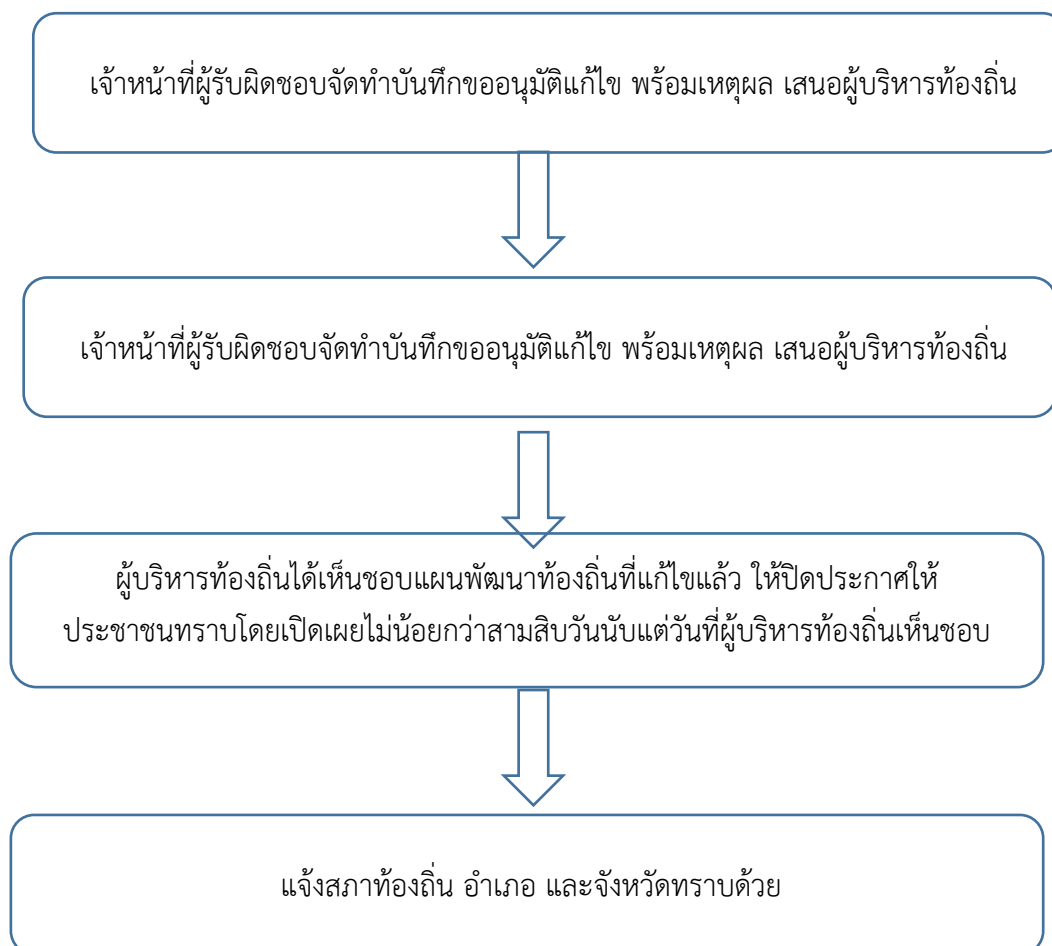 เจ้าหน้าที่ผู้รับผิดชอบจัดทำบันทึกขออนุมัติแก้ไข พร้อมเหตุผล เสนอผู้บริหารท้องถิ่น
เจ้าหน้าที่ผู้รับผิดชอบจัดทำบันทึกขออนุมัติแก้ไข พร้อมเหตุผล เสนอผู้บริหารท้องถิ่น
ผู้บริหารท้องถิ่นได้เห็นชอบแผนพัฒนาท้องถิ่นที่แก้ไขแล้ว ให้ปิดประกาศให้
ประชาชนทราบโดยเปิดเผยไม่น้อยกว่าสามสิบวันนับแต่วันที่ผู้บริหารท้องถิ่นเห็นชอบ
แจ้งสภาท้องถิ่น อำเภอ และจังหวัดทราบด้วย